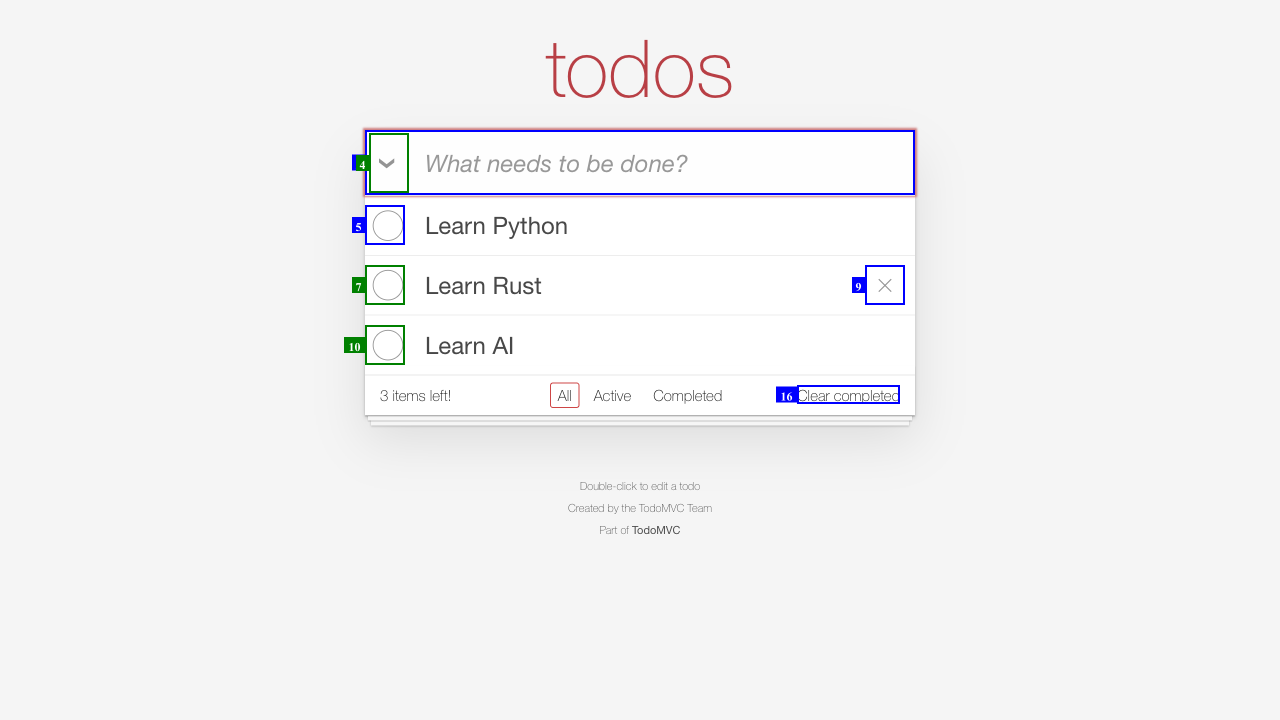 todos
4 What needs to be done?
5 Learn Python
7 Learn Rust 9
10 Learn AI
3 items left! All Active Completed 16 Clear completed
Double-click to edit a todo
Created by the TodoMVC Team
Part of TodoMVC